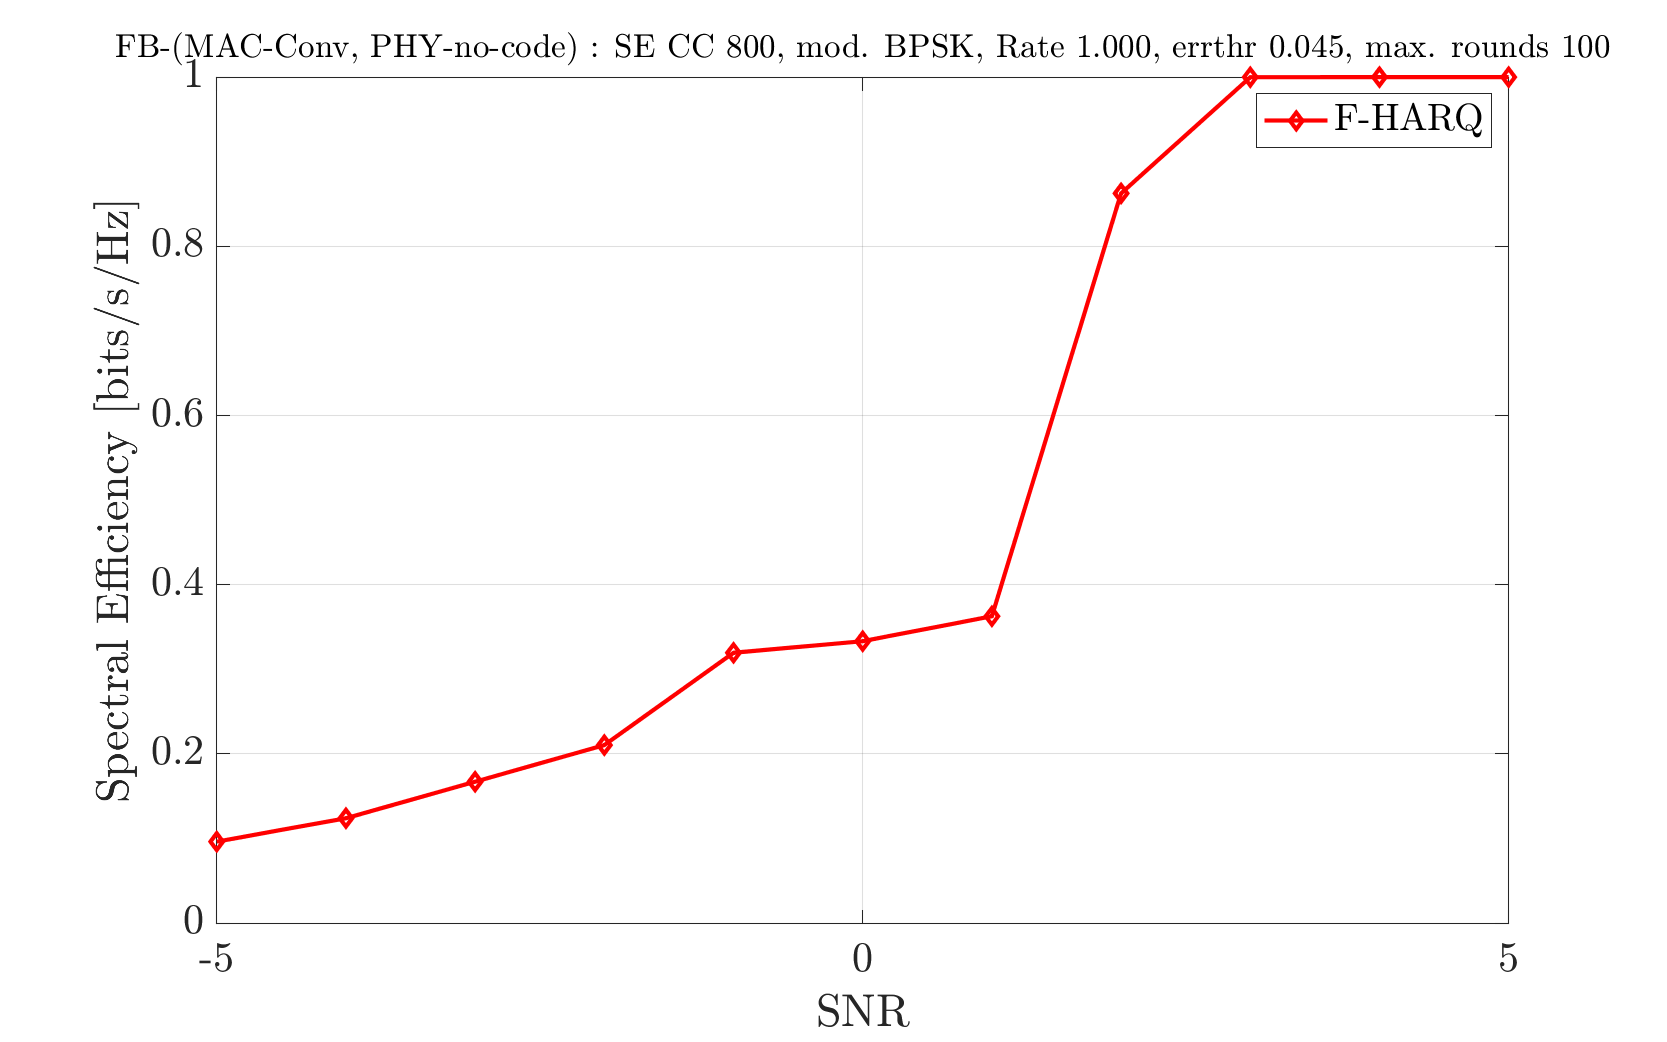 FB-(MAC-Conv, PHY-no-code) : SE CC 800, mod. BPSK, Rate 1.000, errthr 0.045, max. rounds 100
1
F-HARQ
0.8
0.6
0.4
0.2
0
Spectral Efficiency [bits/s/Hz]
-5
0
5
SNR